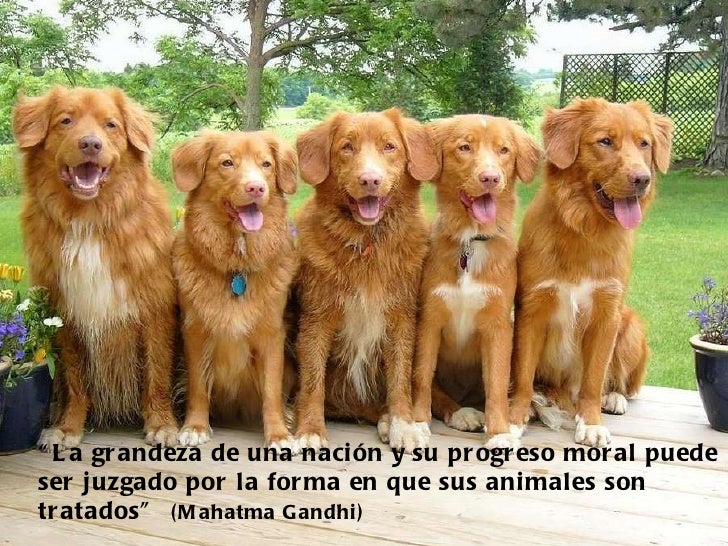 “La grandeza de una nación y su progreso moral puede
ser juzgado por la forma en que sus animales son
tratados” (Mahatma Gandhi)